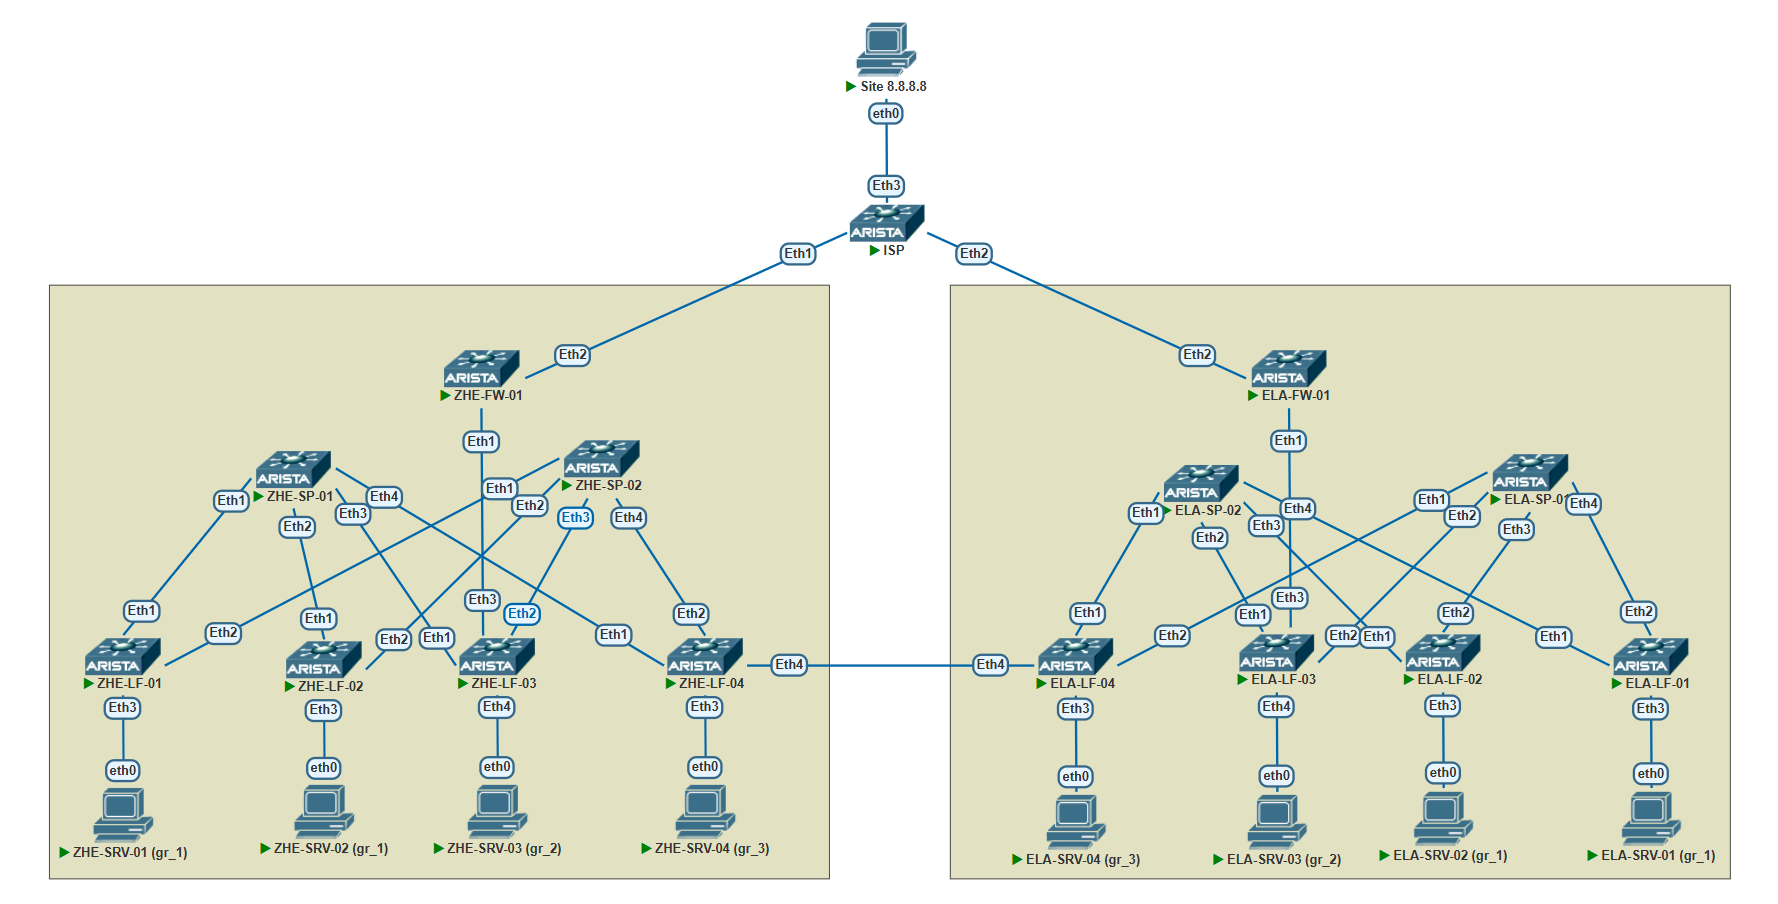 Site 8.8.8.8
eth0
Eth3
ARISTA
ISP
Eth1
Eth2
Eth2
Eth2
ARISTA
ZHE-FW-01
ARISTA
ELA-FW-01
Eth1
Eth1
ARISTA
ZHE-SP-01
ARISTA
ZHE-SP-02
ARISTA
ELA-SP-02
ARISTA
ELA-SP-01
Eth1
Eth2
Eth3
Eth4
Eth1
Eth2
Eth3
Eth4
Eth1
Eth2
Eth3
Eth4
Eth1
Eth2
Eth3
Eth4
Eth1
Eth2
Eth1
Eth2
Eth1
Eth3
Eth2
Eth1
Eth2
Eth1
Eth2
Eth1
Eth3
Eth2
Eth1
Eth2
Eth1
Eth2
ARISTA
ZHE-LF-01
ARISTA
ZHE-LF-02
ARISTA
ZHE-LF-03
ARISTA
ZHE-LF-04
Eth4
Eth4
ARISTA
ELA-LF-04
ARISTA
ELA-LF-03
ARISTA
ELA-LF-02
ARISTA
ELA-LF-01
Eth3
Eth3
Eth4
Eth3
Eth3
Eth4
Eth3
Eth3
eth0
eth0
eth0
eth0
eth0
eth0
eth0
eth0
ZHE-SRV-01 (gr_1)
ZHE-SRV-02 (gr_1)
ZHE-SRV-03 (gr_2)
ZHE-SRV-04 (gr_3)
ELA-SRV-04 (gr_3)
ELA-SRV-03 (gr_2)
ELA-SRV-02 (gr_1)
ELA-SRV-01 (gr_1)